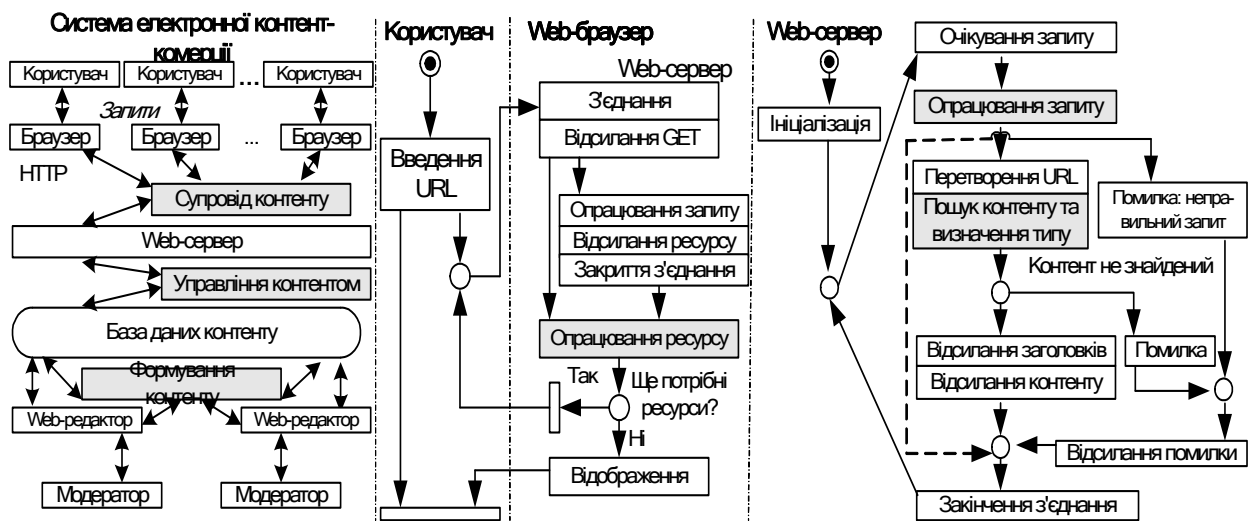 Система електронної контент-
комерції
Користувач
Користувач
...
Користувач
Запити
Браузер
Браузер
...
Браузер
HTTP
Супровід контенту
Web-сервер
Управління контентом
База даних контенту
Формування
контенту
Web-редактор
Web-редактор
Модератор
Модератор
Користувач
Введення
URL
Web-браузер
Web-сервер
З'єднання
Відсилання GET
Опрацювання запиту
Відсилання ресурсу
Закриття з'єднання
Опрацювання ресурсу
Так
Ще потрібні
ресурси?
Ні
Відображення
Web-сервер
Ініціалізація
Очікування запиту
Опрацювання запиту
Перетворення URL
Пошук контенту та
визначення типу
Помилка: непра-
вильний запит
Контент не знайдений
Відсилання заголовків
Відсилання контенту
Помилка
Відсилання помилки
Закінчення з'єднання